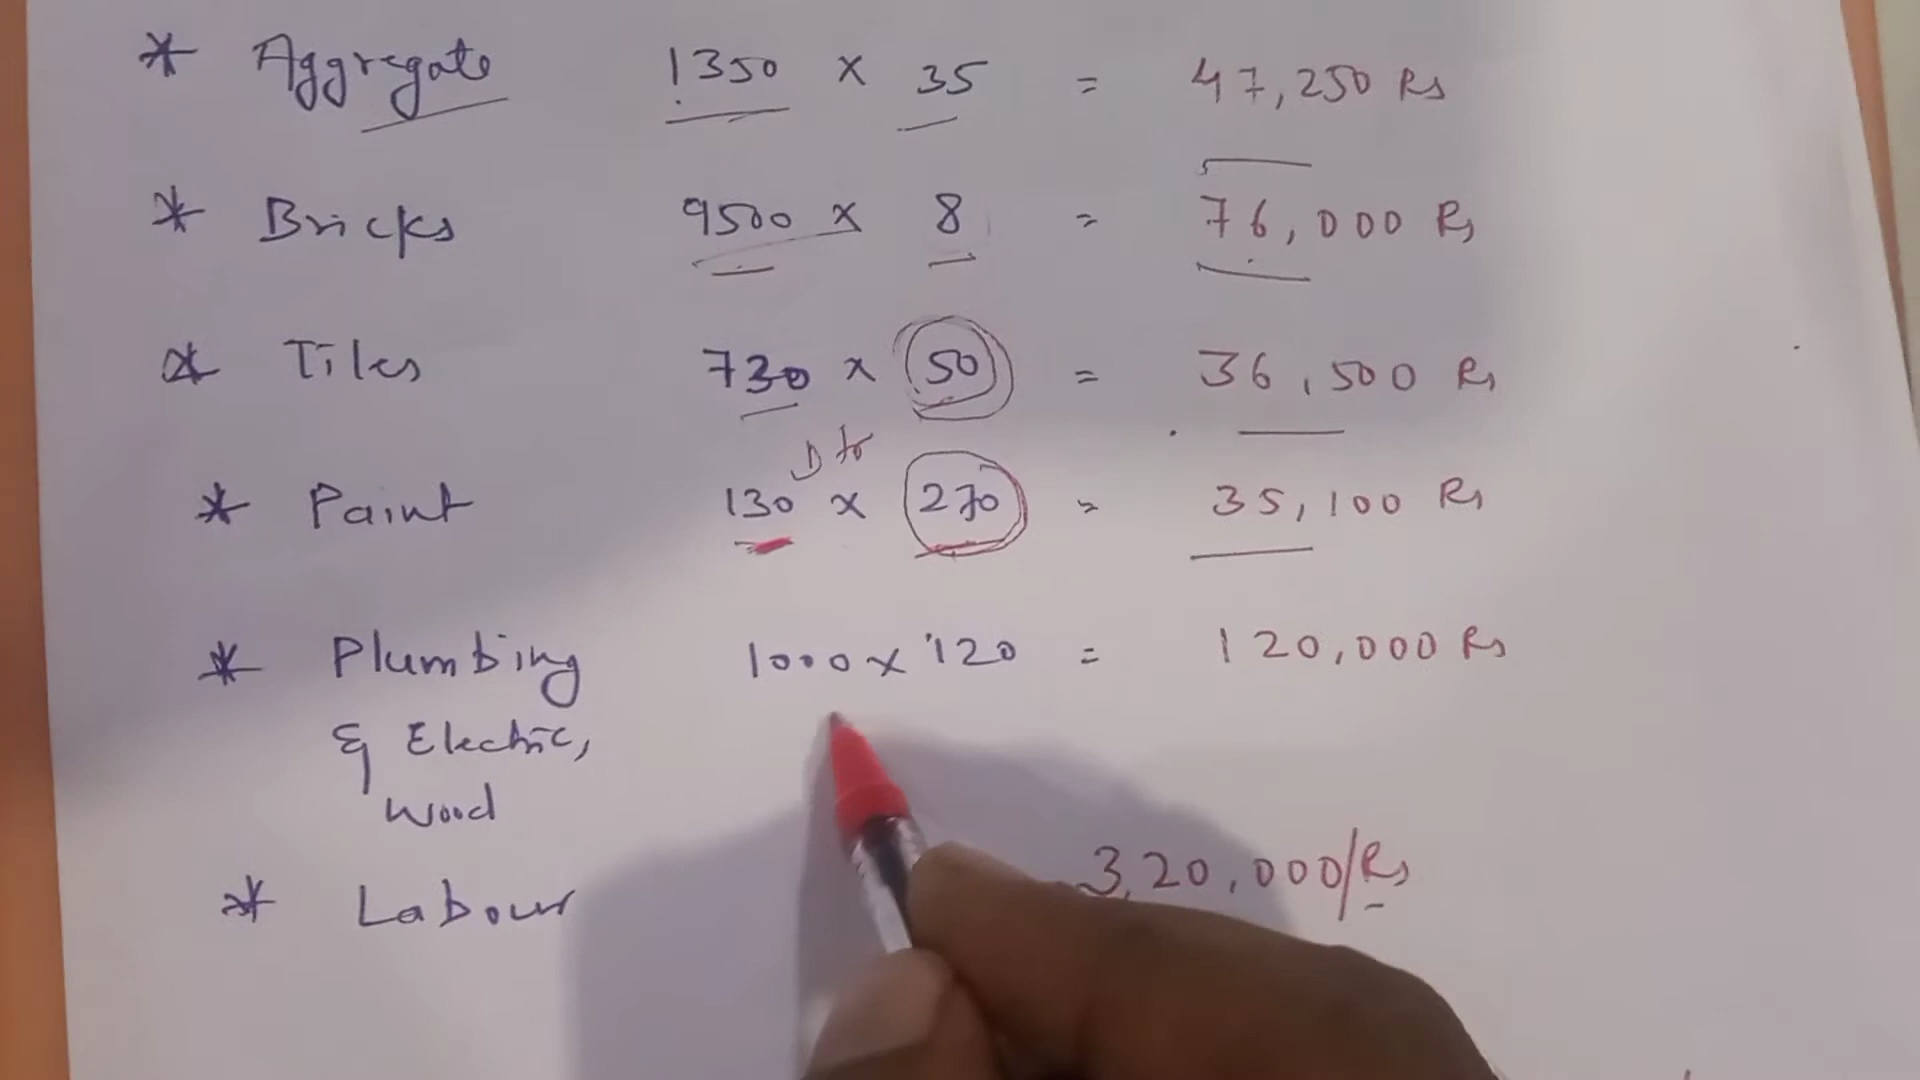 * Aggregate 1350 x 35 = 47,250 Rs
* Bricks 9500 x 8 = 76,000 Rs
* Tiles 730 x 50 = 36,500 Rs
* Paint 130 x 270 = 35,100 Rs
* Plumbing 1000 x 120 = 120,000 Rs
& Electric,
Wood
* Labour 3,20,000/Rs